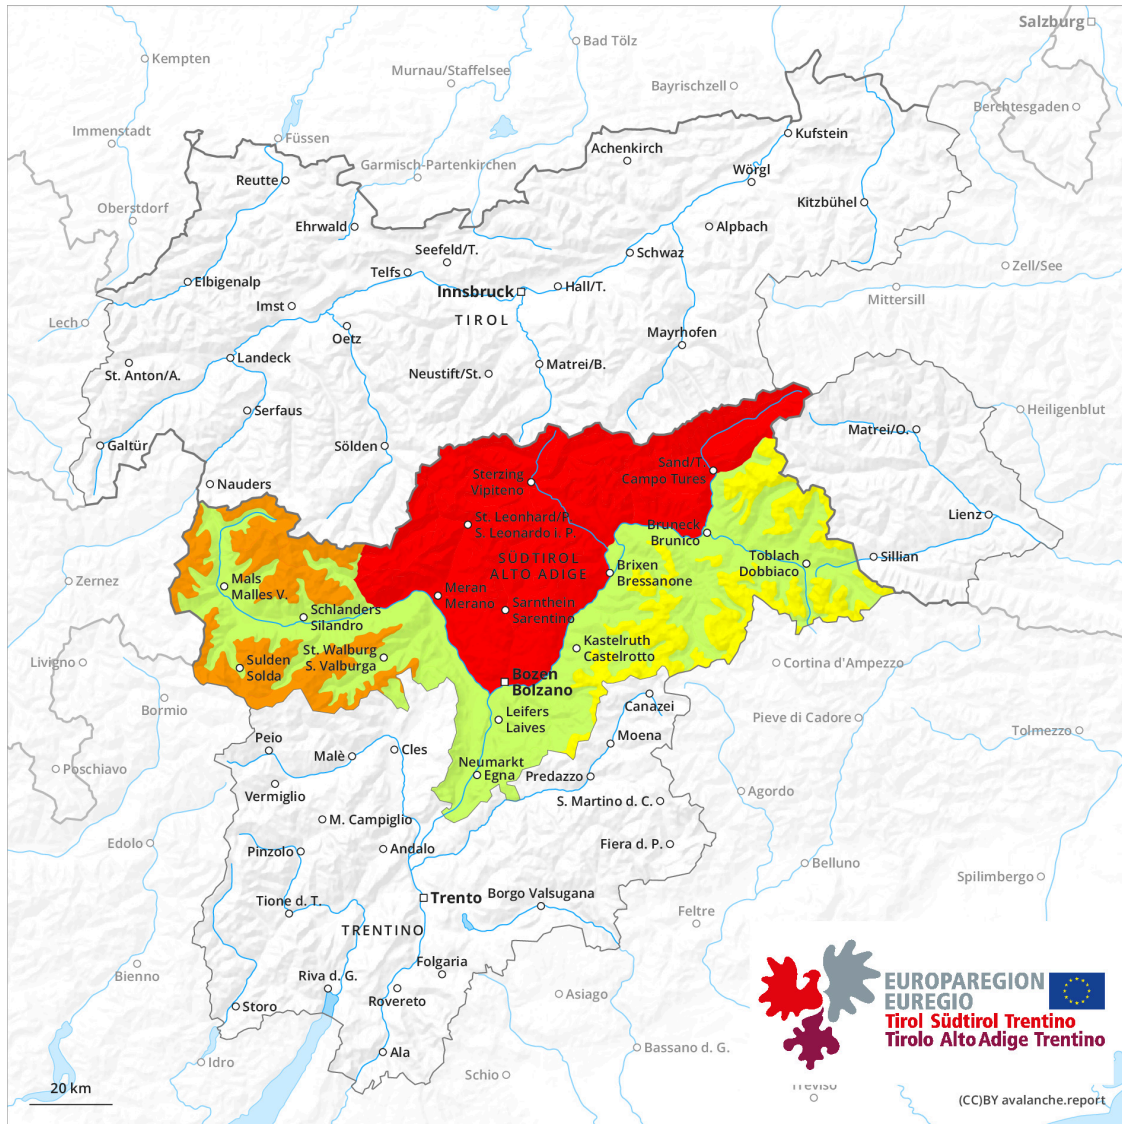 Salzburg
Bad Tölz
Kempten
Murnau/Staffelsee
Bayrischzell
Berchtesgaden
Immenstadt
Füssen
Kufstein
Achenkirch
Garmisch-Partenkirchen
Wörgl
Reutte
Kitzbühel
Oberstdorf
Ehrwald
Alpbach
Seefeld/T.
Schwaz
Zell/See
Telfs
Elbigenalp
Innsbruck
Hall/T.
Mittersill
Imst
TIROL
Lech
Oetz
Mayrhofen
Landeck
Matrei/B.
St. Anton/A.
Neustift/St.
Serfaus
Heiligenblut
Matrei/O.
Galtür
Sölden
Sand/T.
Campo Tures
Sterzing
Vipiteno
Nauders
St. Leonhard/P.
S. Leonardo i. P.
Bruneck
Brunico
Lienz
SÜDTIROL
ALTO ADIGE
Toblach
Dobbiaco
Sillian
Brixen
Bressanone
Zernez
Mals
Malles V.
Meran
Merano
Sarnthein
Sarentino
Schlanders
Silandro
Kastelruth
Castelrotto
St. Walburg
S. Valburga
Livigno
Sulden
Solda
Cortina d'Ampezzo
Bozen
Bolzano
Bormio
Canazei
Leifers
Laives
Pieve di Cadore
Tolmezzo
Peio
Moena
Malè
Cles
Neumarkt
Egna
Predazzo
Poschiavo
Vermiglio
Agordo
S. Martino d. C.
M. Campiglio
Edolo
Pinzolo
Andalo
Fiera d. P.
Belluno
Spilimbergo
Trento
Borgo Valsugana
Tione d. T.
Feltre
TRENTINO
Folgaria
Bienno
Riva d. G.
Rovereto
Asiago
Storo
EUROPAREGION
EUREGIO
Tirol Südtirol Trentino
Tirolo Alto Adige Trentino
Ala
Bassano d. G.
Idro
Schio
Treviso
20 km
(CC)BY avalanche.report